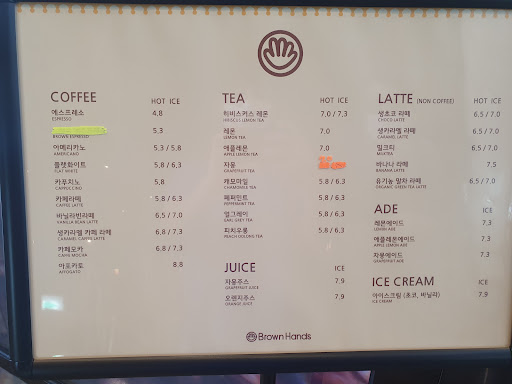 COFFEE HOT ICE
에스프레소 4.8
ESPRESSO
5.3
BROWN ESPRESSO
아메리카노 5.3 / 5.8
AMERICANO
플랫화이트 5.8 / 6.3
FLAT WHITE
카푸치노 5.8
CAPPUCCINO
카페라떼 5.8 / 6.3
CAFFE LATTE
바닐라빈라떼 6.5 / 7.0
VANILLA BEAN LATTE
생카라멜 카페 라떼 6.8 / 7.3
CARAMEL CAFFE LATTE
카페모카 6.8 / 7.3
CAFFE MOCHA
아포카토 8.8
AFFOGATO
TEA HOT ICE
히비스커스 레몬 7.0 / 7.3
HIBISCUS LEMON TEA
레몬 7.0
LEMON TEA
애플레몬 7.0
APPLE LEMON TEA
자몽
GRAPEFRUIT TEA
캐모마일 5.8 / 6.3
CHAMOMILE TEA
페퍼민트 5.8 / 6.3
PEPPERMINT TEA
얼그레이 5.8 / 6.3
EARL GREY TEA
피치우롱 5.8 / 6.3
PEACH OOLONG TEA
JUICE ICE
자몽주스 7.9
GRAPEFRUIT JUICE
오렌지주스 7.9
ORANGE JUICE
LATTE (NON COFFEE) HOT ICE
생초코 라떼 6.5 / 7.0
CHOCO LATTE
생카라멜 라떼 6.5 / 7.0
CARAMEL LATTE
밀크티 6.5 / 7.0
MILKTEA
바나나 라떼 7.5
BANANA LATTE
유기농 말차 라떼 6.5 / 7.0
ORGANIC GREEN TEA LATTE
ADE ICE
레몬에이드 7.3
LEMON ADE
애플레몬에이드 7.3
APPLE LEMON ADE
자몽에이드 7.3
GRAPEFRUIT ADE
ICE CREAM ICE
아이스크림 (초코, 바닐라) 7.9
ICE CREAM
Brown Hands